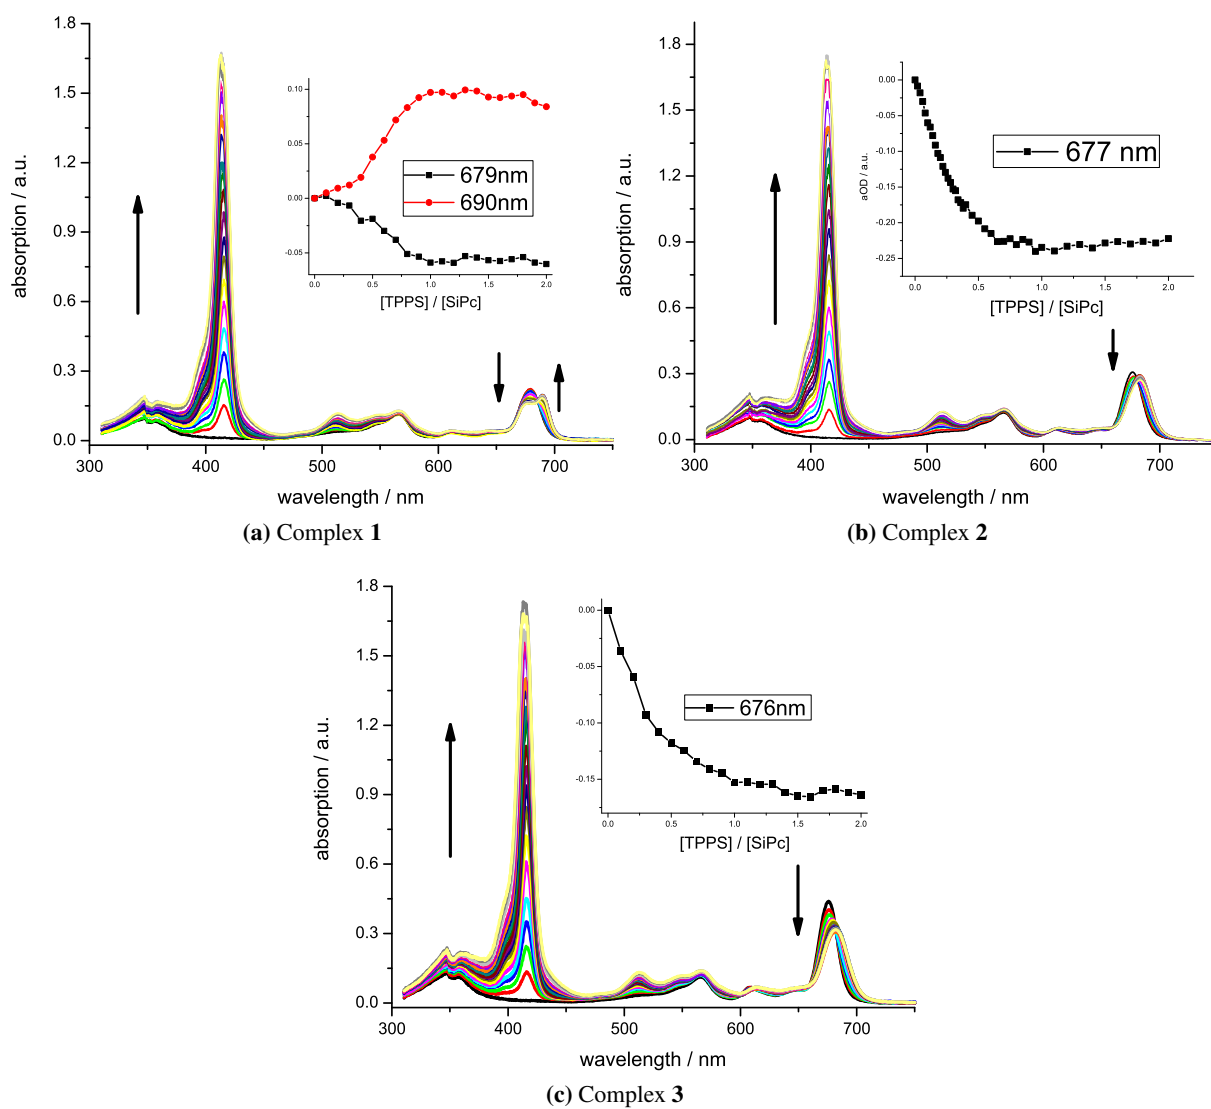 1.8
1.5
1.2
0.9
0.6
0.3
0.0
absorption / a.u.
300 400 500 600 700
wavelength / nm
0.10
0.05
0.00
-0.05
0.0 0.5 1.0 1.5 2.0
[TPPS] / [SiPc]
679nm
690nm
(a) Complex 1
1.8
1.5
1.2
0.9
0.6
0.3
0.0
absorption / a.u.
300 400 500 600 700
wavelength / nm
0.00
-0.05
-0.10
-0.15
-0.20
-0.25
aOD / a.u.
0.0 0.5 1.0 1.5 2.0
[TPPS] / [SiPc]
677 nm
(b) Complex 2
1.8
1.5
1.2
0.9
0.6
0.3
0.0
absorption / a.u.
300 400 500 600 700
wavelength / nm
0.00
-0.05
-0.10
-0.15
0.0 0.5 1.0 1.5 2.0
[TPPS] / [SiPc]
676nm
(c) Complex 3